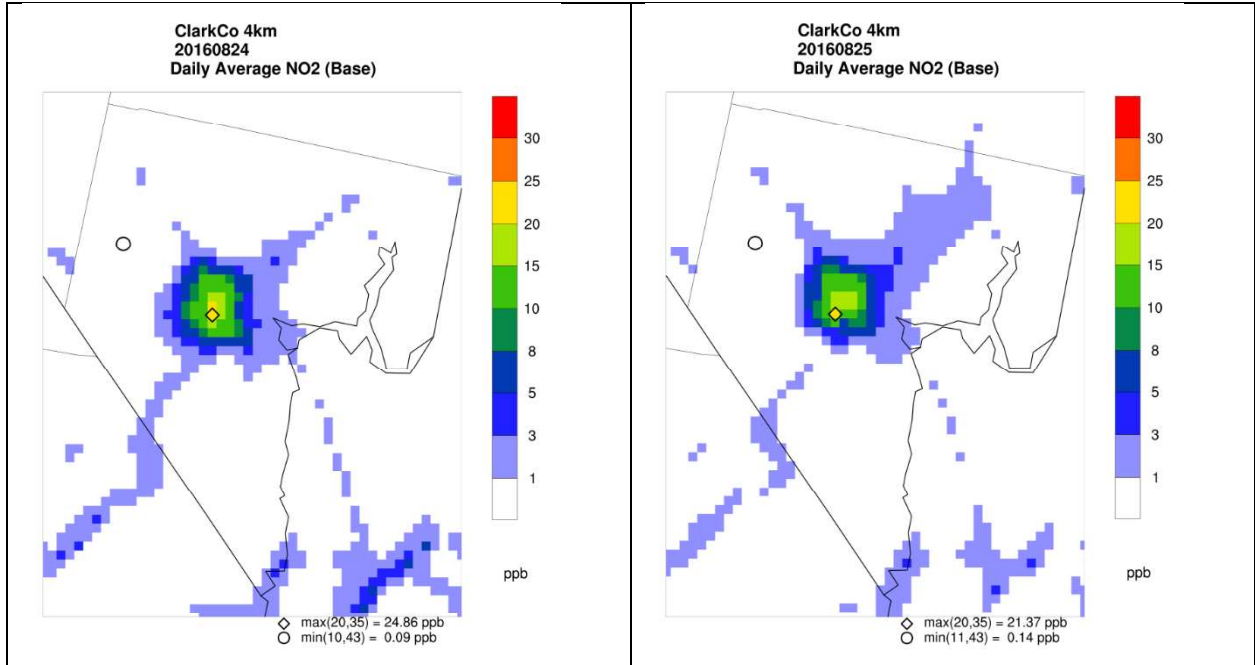 ClarkCo 4km
20160824
Daily Average NO2 (Base)
30
25
20
15
10
8
5
3
1
ppb
max(20,35) = 24.86 ppb
min(10,43) = 0.09 ppb
ClarkCo 4km
20160825
Daily Average NO2 (Base)
30
25
20
15
10
8
5
3
1
ppb
max(20,35) = 21.37 ppb
min(11,43) = 0.14 ppb